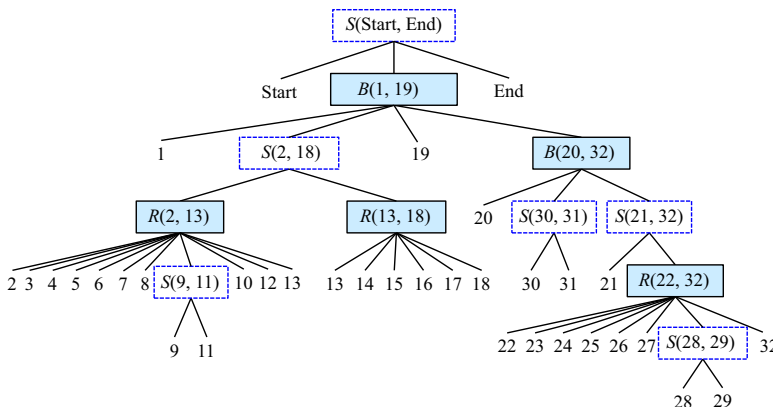 S(Start, End)
Start
B(1, 19)
End
1
S(2, 18)
19
B(20, 32)
R(2, 13)
R(13, 18)
20
S(30, 31)
S(21, 32)
2 3 4 5 6 7 8 S(9, 11) 10 12 13
13 14 15 16 17 18
30 31 21 R(22, 32)
9 11
22 23 24 25 26 27 S(28, 29) 32
28 29